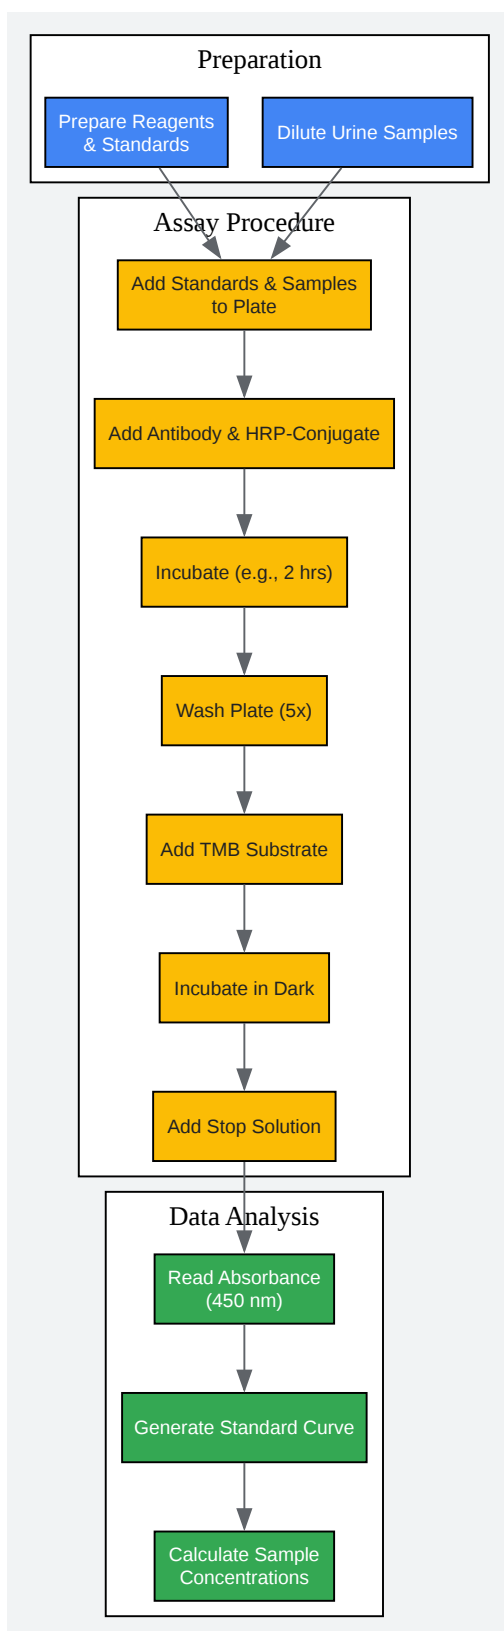 Preparation
Prepare Reagents
& Standards
Dilute Urine Samples
Assay Procedure
Add Standards & Samples
to Plate
Add Antibody & HRP-Conjugate
Incubate (e.g., 2 hrs)
Wash Plate (5x)
Add TMB Substrate
Incubate in Dark
Add Stop Solution
Data Analysis
Read Absorbance
(450 nm)
Generate Standard Curve
Calculate Sample
Concentrations